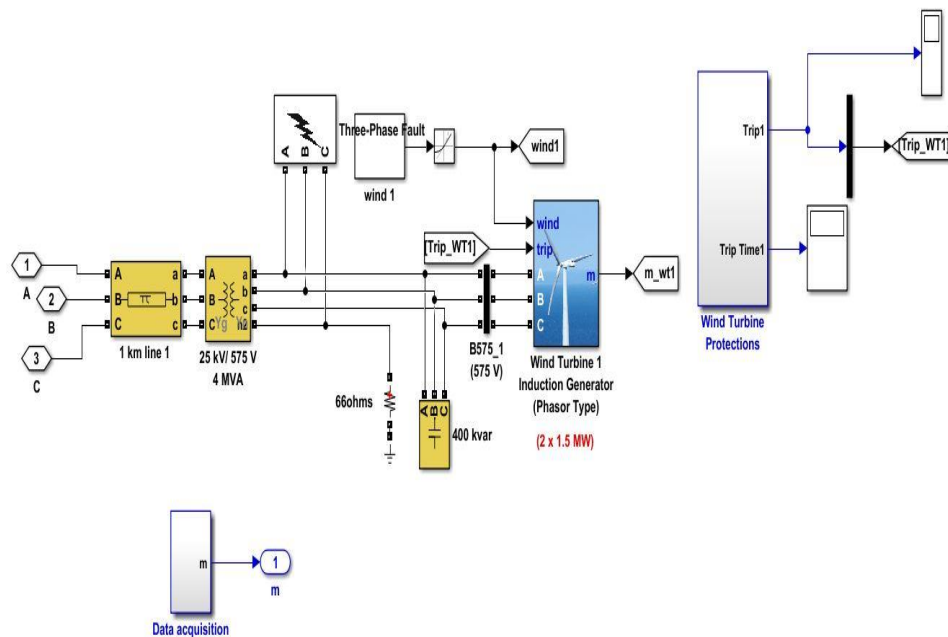 Three-Phase Fault
A
B
C
wind 1
wind1
[Trip_WT1]
wind
trip
A
B
C
m
m_wt1
Trip1
[Trip_WT1]
Trip Time1
Wind Turbine
Protections
1
A
2
B
3
C
A
B
C
a
b
c
π
1 km line 1
A
B
C
a
b
c
n2
Yg
25 kV/ 575 V
4 MVA
66ohms
A
B
C
400 kvar
B575_1
(575 V)
Wind Turbine 1
Induction Generator
(Phasor Type)
(2 x 1.5 MW)
m
1
m
Data acquisition